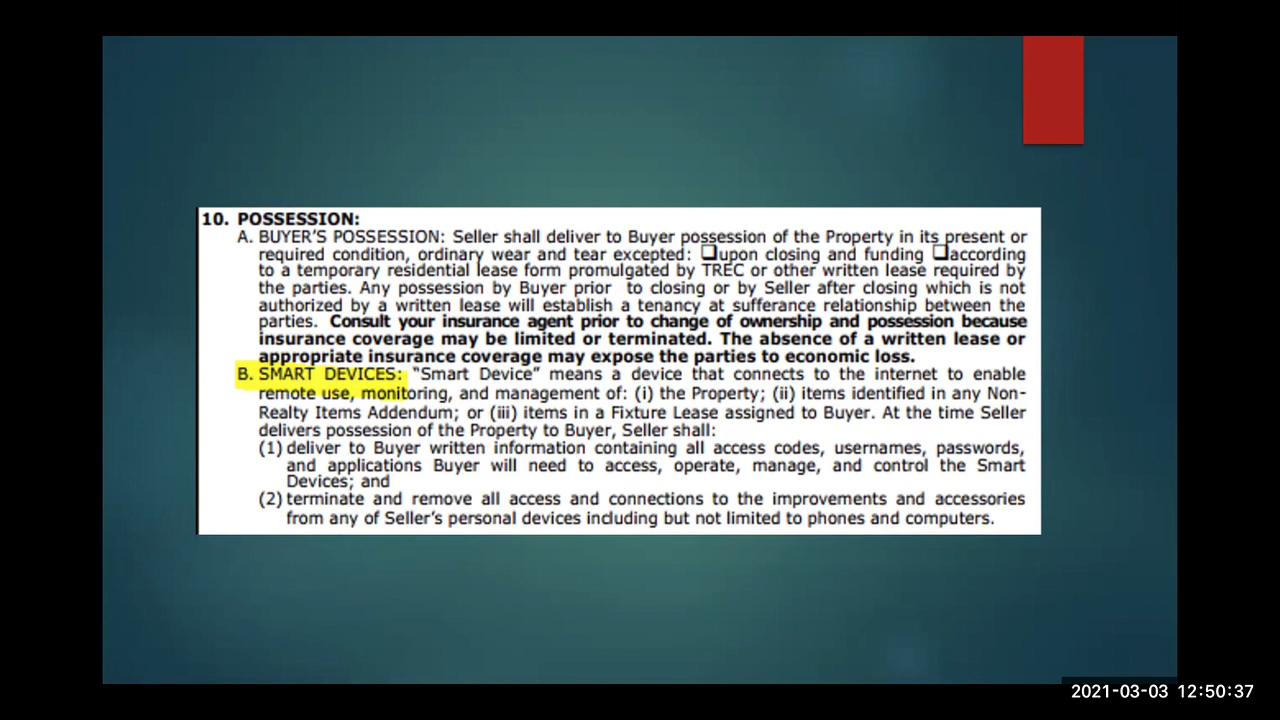 10. POSSESSION:
A. BUYER'S POSSESSION: Seller shall deliver to Buyer possession of the Property in its present or
required condition, ordinary wear and tear excepted: ❑upon closing and funding ❑according
to a temporary residential lease form promulgated by TREC or other written lease required by
the parties. Any possession by Buyer prior to closing or by Seller after closing which is not
authorized by a written lease will establish a tenancy at sufferance relationship between the
parties. Consult your insurance agent prior to change of ownership and possession because
insurance coverage may be limited or terminated. The absence of a written lease or
appropriate insurance coverage may expose the parties to economic loss.
B. SMART DEVICES: “Smart Device” means a device that connects to the internet to enable
remote use, monitoring, and management of: (i) the Property; (ii) items identified in any Non-
Realty Items Addendum; or (iii) items in a Fixture Lease assigned to Buyer. At the time Seller
delivers possession of the Property to Buyer, Seller shall:
(1) deliver to Buyer written information containing all access codes, usernames, passwords,
and applications Buyer will need to access, operate, manage, and control the Smart
Devices; and
(2) terminate and remove all access and connections to the improvements and accessories
from any of Seller's personal devices including but not limited to phones and computers.
2021-03-03 12:50:37